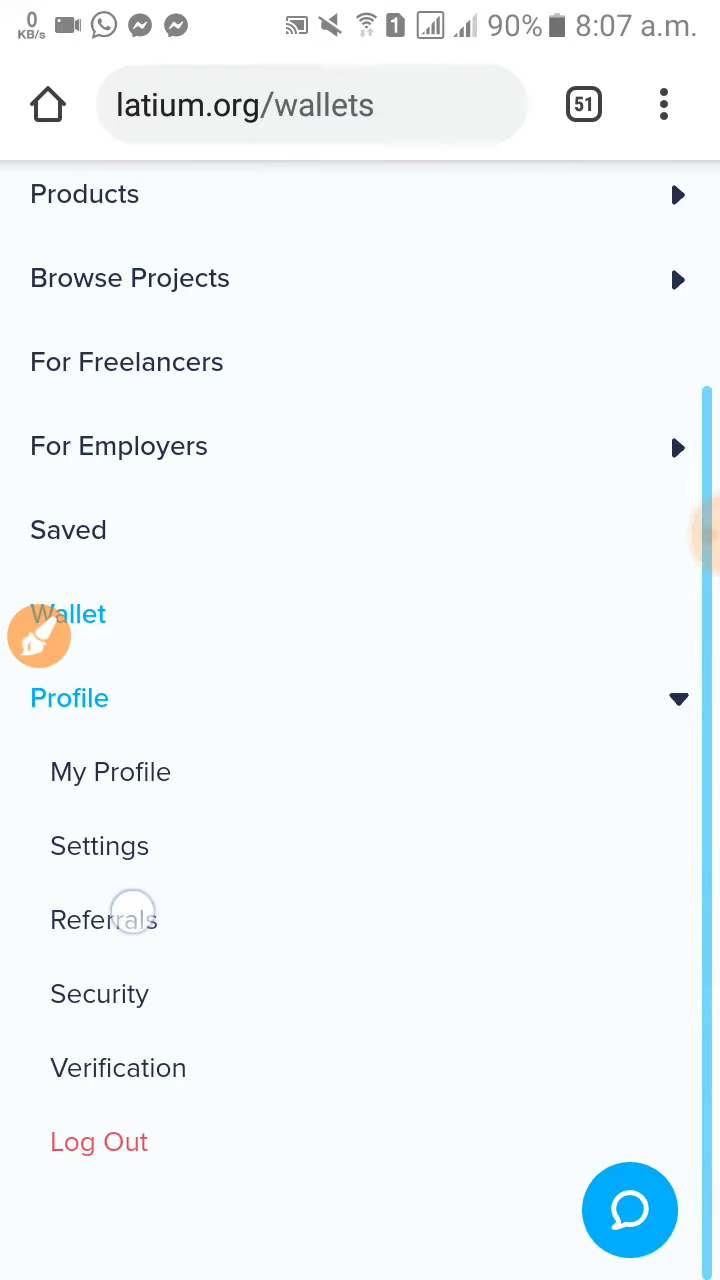 0
KB/s
1
90%
8:07 a.m.
latium.org/wallets
51
Products
Browse Projects
For Freelancers
For Employers
Saved
Wallet
Profile
My Profile
Settings
Referrals
Security
Verification
Log Out